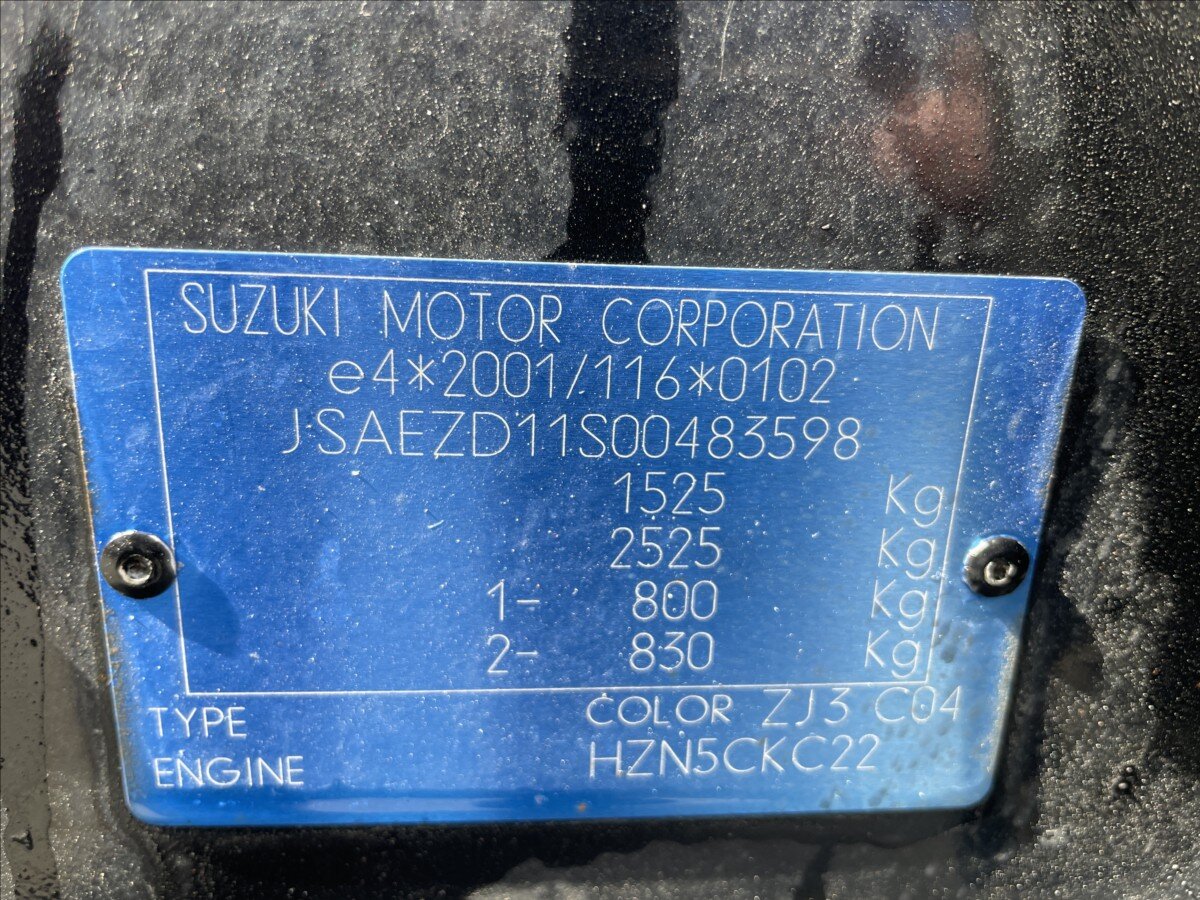 SUZUKI MOTOR CORPORATION
e4*2001/116*0102
JSAEZD11S00483598
1525 Kg
2525 Kg
1- 800 Kg
2- 830 Kg
TYPE COLOR ZJ3 C04
ENGINE HZN5CKC22